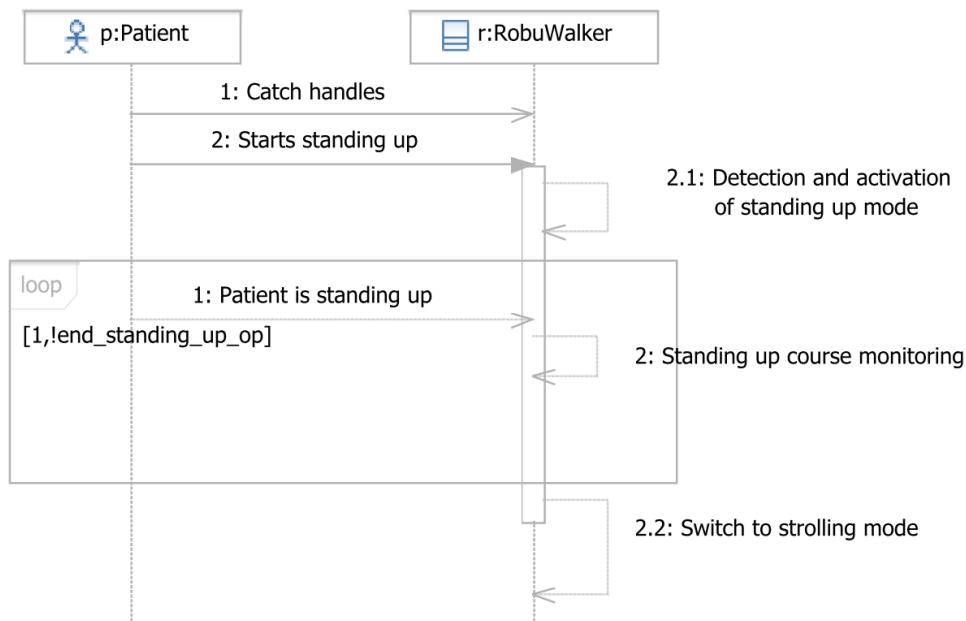 p:Patient
r:RobuWalker
1: Catch handles
2: Starts standing up
2.1: Detection and activation
of standing up mode
loop
1: Patient is standing up
[1,!end_standing_up_op]
2: Standing up course monitoring
2.2: Switch to strolling mode